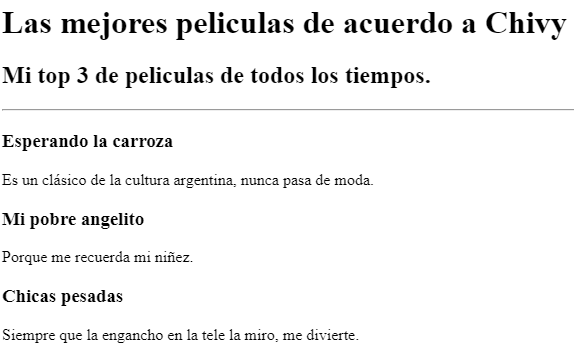 Las mejores peliculas de acuerdo a Chivy
Mi top 3 de peliculas de todos los tiempos.
Esperando la carroza
Es un clásico de la cultura argentina, nunca pasa de moda.
Mi pobre angelito
Porque me recuerda mi niñez.
Chicas pesadas
Siempre que la engancho en la tele la miro, me divierte.